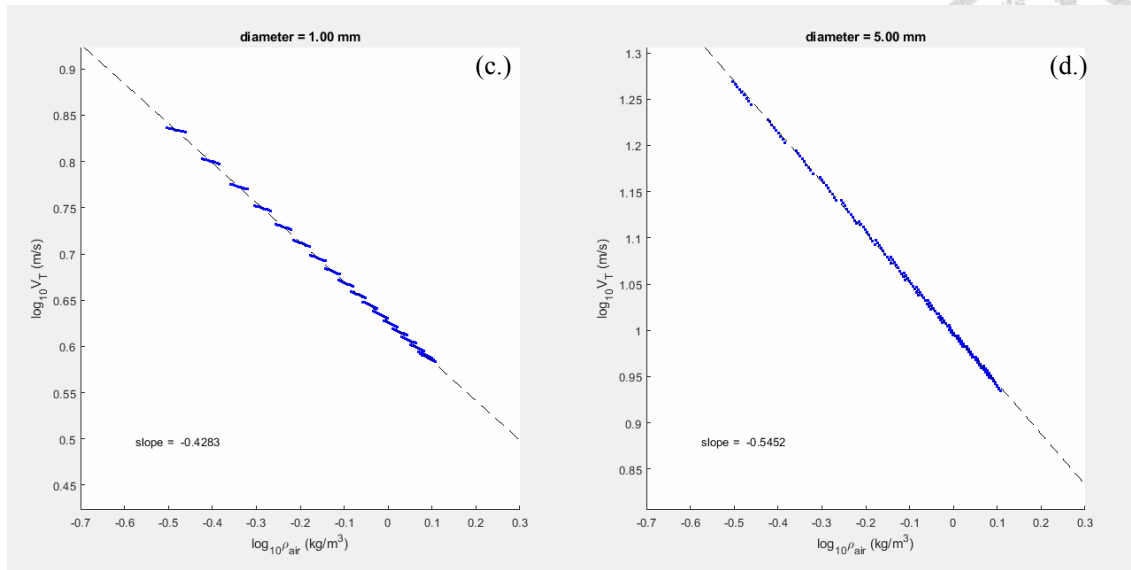 diameter = 1.00 mm
(c.)
log10VT (m/s)
0.9
0.85
0.8
0.75
0.7
0.65
0.6
0.55
0.5
0.45
slope = -0.4283
-0.7 -0.6 -0.5 -0.4 -0.3 -0.2 -0.1 0 0.1 0.2 0.3
log10ρair (kg/m3)
diameter = 5.00 mm
(d.)
log10VT (m/s)
1.3
1.25
1.2
1.15
1.1
1.05
1
0.95
0.9
0.85
slope = -0.5452
-0.7 -0.6 -0.5 -0.4 -0.3 -0.2 -0.1 0 0.1 0.2 0.3
log10ρair (kg/m3)